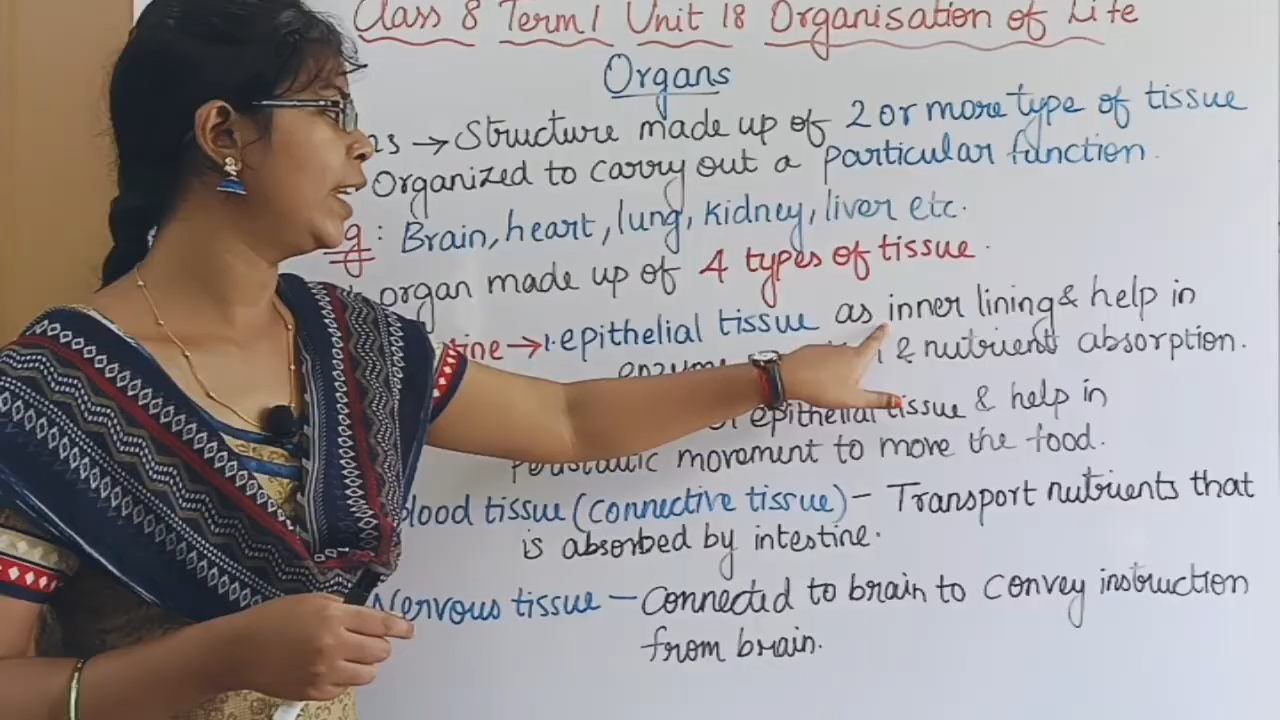 Class 8 Term 1 Unit 18 Organisation of Life
Organs
→ Structure made up of 2 or more type of tissue
Organized to carry out a particular function.
: Brain, heart, lung, kidney, liver etc.
organ made up of 4 types of tissue.
→ 1. epithelial tissue as inner lining & help in
& nutrient absorption.
epithelial tissue & help in
movement to move the food.
blood tissue (connective tissue) - Transport nutrients that
is absorbed by intestine.
Nervous tissue - Connected to brain to convey instruction
from brain.